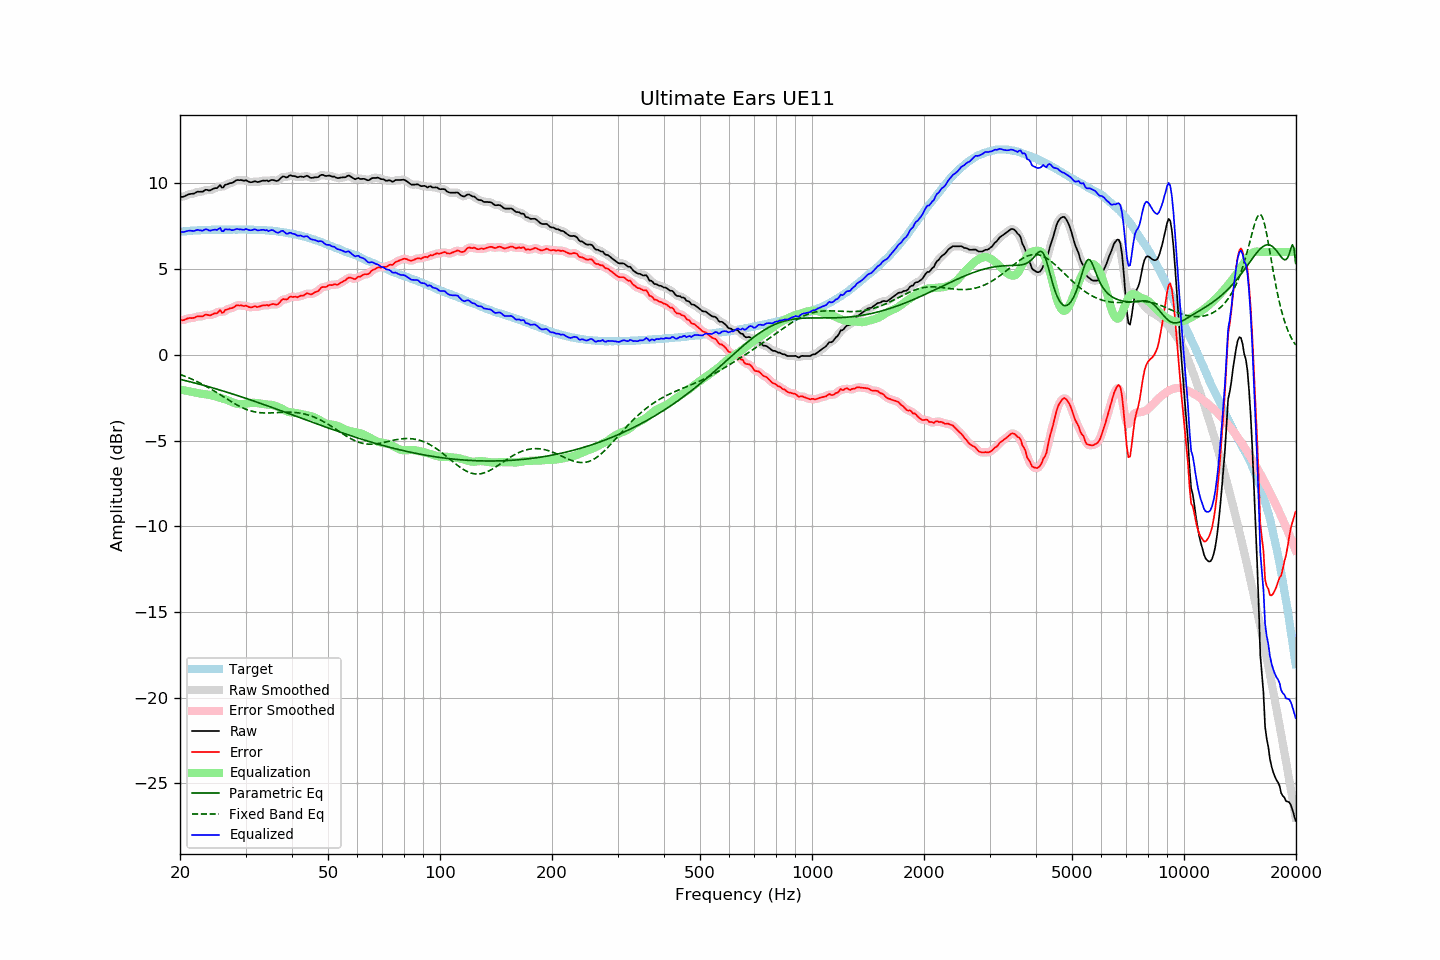 Ultimate Ears UE11
Amplitude (dBr)
10
5
0
−5
−10
−15
−20
−25
Target
Raw Smoothed
Error Smoothed
Raw
Error
Equalization
Parametric Eq
Fixed Band Eq
Equalized
20 50 100 200 500 1000 2000 5000 10000 20000
Frequency (Hz)